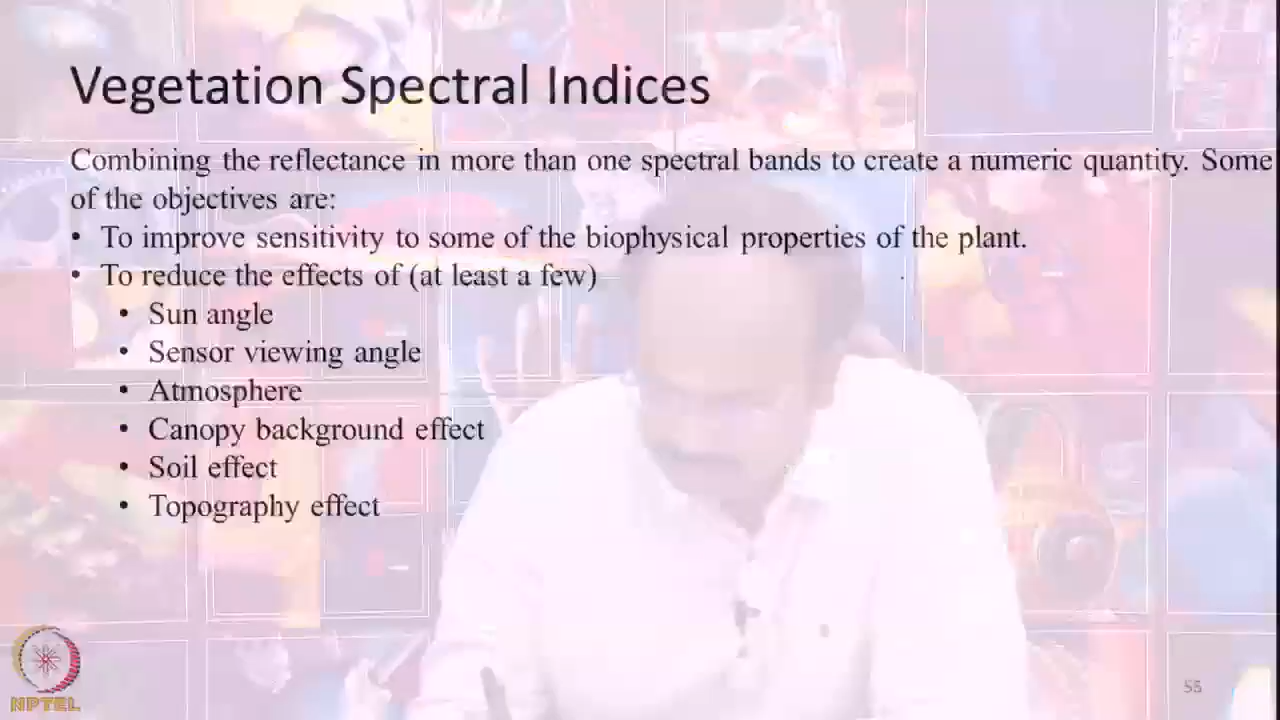 Vegetation Spectral Indices
Combining the reflectance in more than one spectral bands to create a numeric quantity. Some
of the objectives are:
• To improve sensitivity to some of the biophysical properties of the plant.
• To reduce the effects of (at least a few)
• Sun angle
• Sensor viewing angle
• Atmosphere
• Canopy background effect
• Soil effect
• Topography effect
NPTEL
55